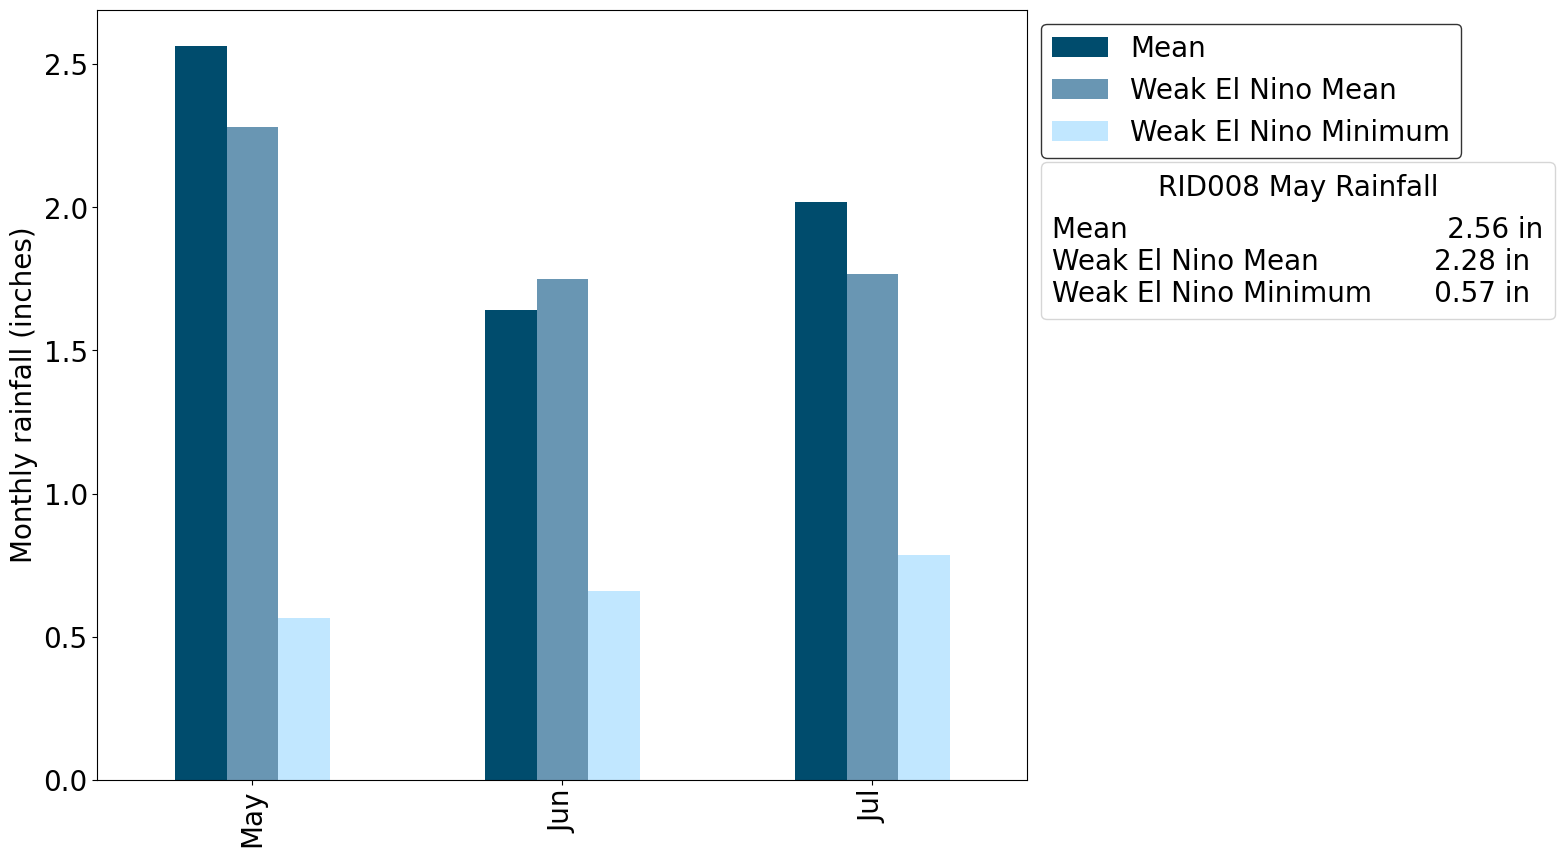 Monthly rainfall (inches)
2.5
2.0
1.5
1.0
0.5
0.0
May
Jun
Jul
Mean
Weak El Nino Mean
Weak El Nino Minimum
RID008 May Rainfall
Mean 2.56 in
Weak El Nino Mean 2.28 in
Weak El Nino Minimum 0.57 in